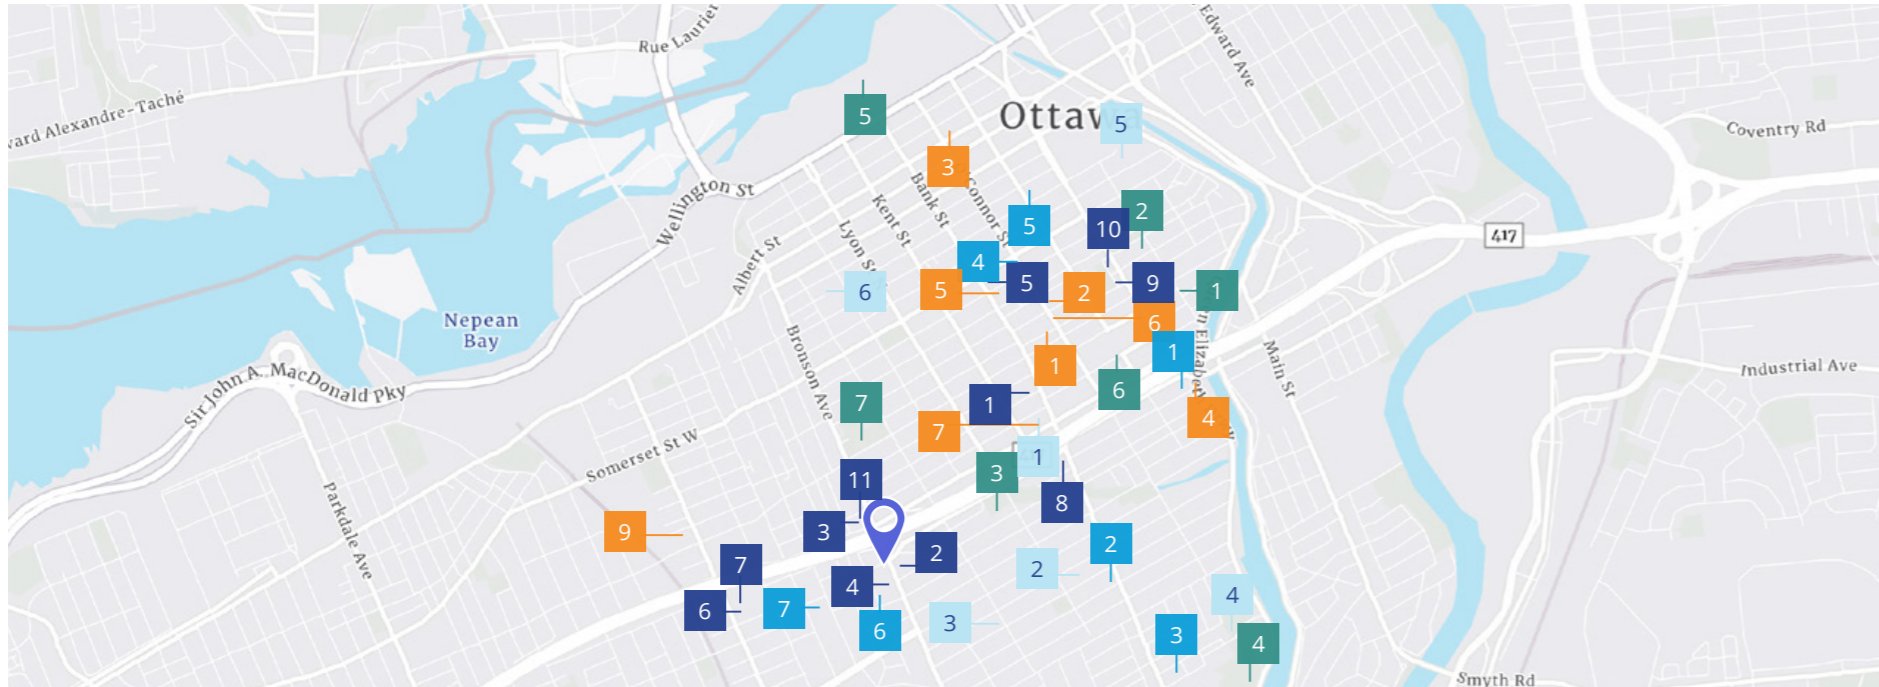 Rue Laurier
Edward Ave
vard Alexandre-Taché
5
Ottaw
5
Coventry Rd
3
Wellington St
Bank St
Connor St
Kent St
Lyon St
5
10
2
417
Albert St
4
6
5
5
2
9
1
6
Nepean
Bay
Bronson Ave
1
1
6
Main St
Industrial Ave
Sir John A. MacDonald Pky
7
1
4
7
Somerset St W
1
3
11
8
Parkdale Ave
9
3
2
2
7
4
2
6
7
6
3
4
3
4
Smyth Rd